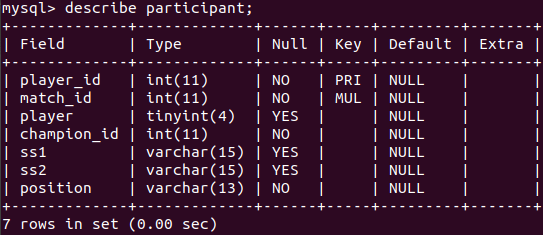 mysql> describe participant;
+-------------+-------------+------+-----+---------+-------+
| Field       | Type        | Null | Key | Default | Extra |
+-------------+-------------+------+-----+---------+-------+
| player_id   | int(11)     | NO   | PRI | NULL    |       |
| match_id    | int(11)     | NO   | MUL | NULL    |       |
| player      | tinyint(4)  | YES  |     | NULL    |       |
| champion_id | int(11)     | NO   |     | NULL    |       |
| ss1         | varchar(15) | YES  |     | NULL    |       |
| ss2         | varchar(15) | YES  |     | NULL    |       |
| position    | varchar(13) | NO   |     | NULL    |       |
+-------------+-------------+------+-----+---------+-------+
7 rows in set (0.00 sec)